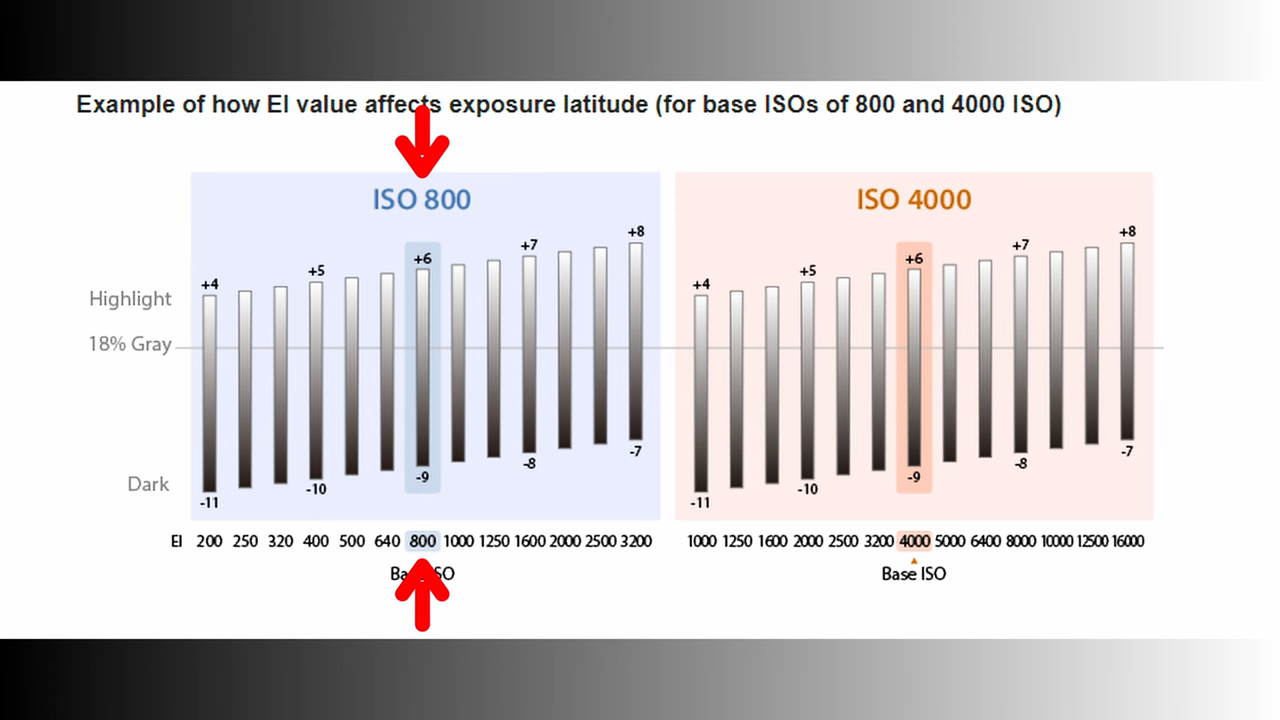 Example of how EI value affects exposure latitude (for base ISOs of 800 and 4000 ISO)
ISO 800
ISO 4000
+4
+5
+6
+7
+8
+4
+5
+6
+7
+8
Highlight
18% Gray
Dark
-11
-10
-9
-8
-7
-11
-10
-9
-8
-7
EI 200 250 320 400 500 640 800 1000 1250 1600 2000 2500 3200
1000 1250 1600 2000 2500 3200 4000 5000 6400 8000 10000 12500 16000
Base ISO
Base ISO